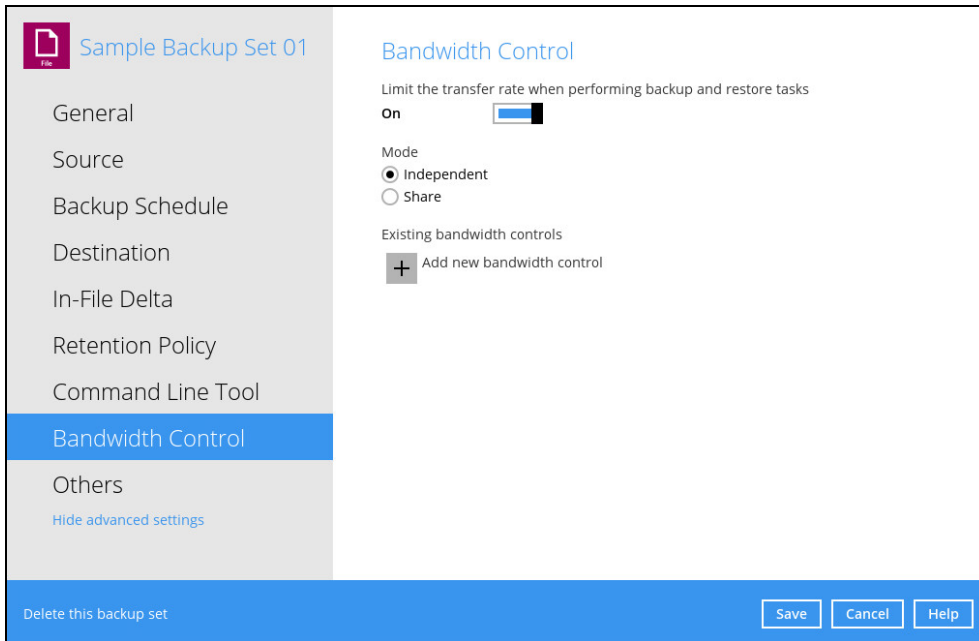 File
Sample Backup Set 01
General
Source
Backup Schedule
Destination
In-File Delta
Retention Policy
Command Line Tool
Bandwidth Control
Others
Hide advanced settings
Bandwidth Control
Limit the transfer rate when performing backup and restore tasks
On
Mode
Independent
Share
Existing bandwidth controls
Add new bandwidth control
Delete this backup set
Save
Cancel
Help